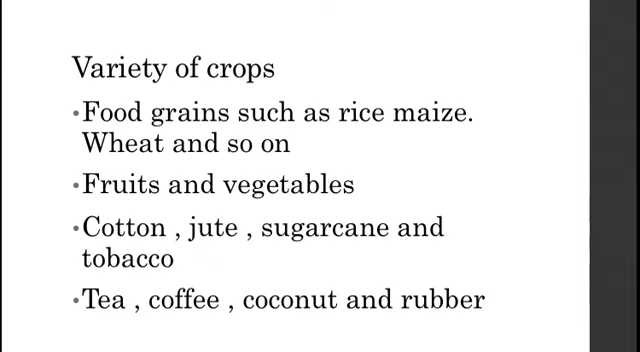 Variety of crops
•Food grains such as rice maize.
Wheat and so on
•Fruits and vegetables
•Cotton , jute , sugarcane and
tobacco
•Tea , coffee , coconut and rubber